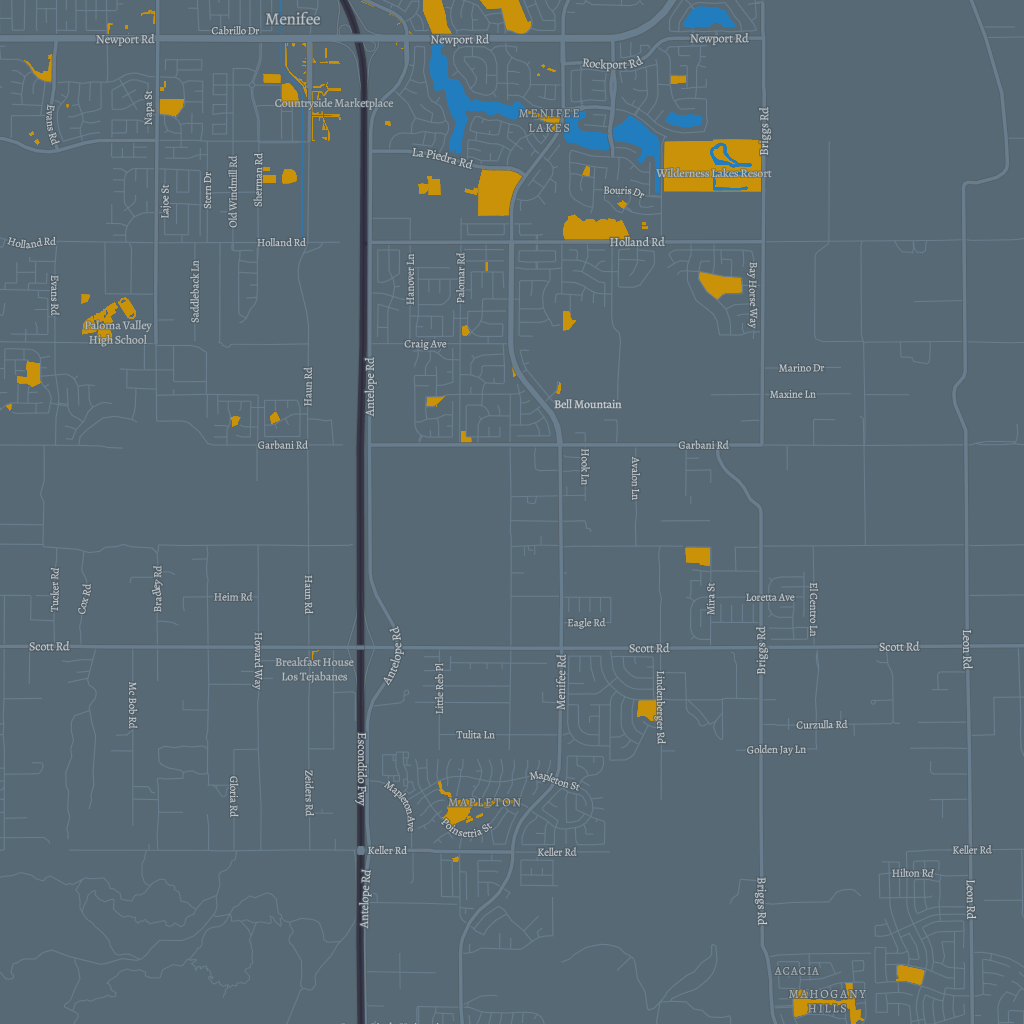 Menifee
Newport Rd
Cabrillo Dr
Newport Rd
Newport Rd
Rockport Rd
Countryside Marketplace
MENIFEE
LAKES
Evans Rd
Napa St
Briggs Rd
La Piedra Rd
Wilderness Lakes Resort
Lajoe St
Stern Dr
Old Windmill Rd
Sherman Rd
Bouris Dr
Holland Rd
Holland Rd
Holland Rd
Evans Rd
Saddleback Ln
Hanover Ln
Palomar Rd
Bay Horse Way
Paloma Valley
High School
Craig Ave
Haun Rd
Antelope Rd
Marino Dr
Maxine Ln
Bell Mountain
Garbani Rd
Garbani Rd
Hook Ln
Avalon Ln
Tucker Rd
Cox Rd
Bradley Rd
Heim Rd
Haun Rd
Mira St
Loretta Ave
El Centro Ln
Eagle Rd
Scott Rd
Howard Way
Antelope Rd
Scott Rd
Briggs Rd
Scott Rd
Leon Rd
Breakfast House
Los Tejabanes
Mc Bob Rd
Little Reb Pl
Menifee Rd
Lindenberger Rd
Curzulla Rd
Tulita Ln
Golden Jay Ln
Escondido Fwy
Gloria Rd
Zeiders Rd
Mapleton Ave
Mapleton St
MAPLETON
Poinsettia St
Keller Rd
Keller Rd
Keller Rd
Hilton Rd
Antelope Rd
Briggs Rd
Leon Rd
ACACIA
MAHOGANY
HILLS